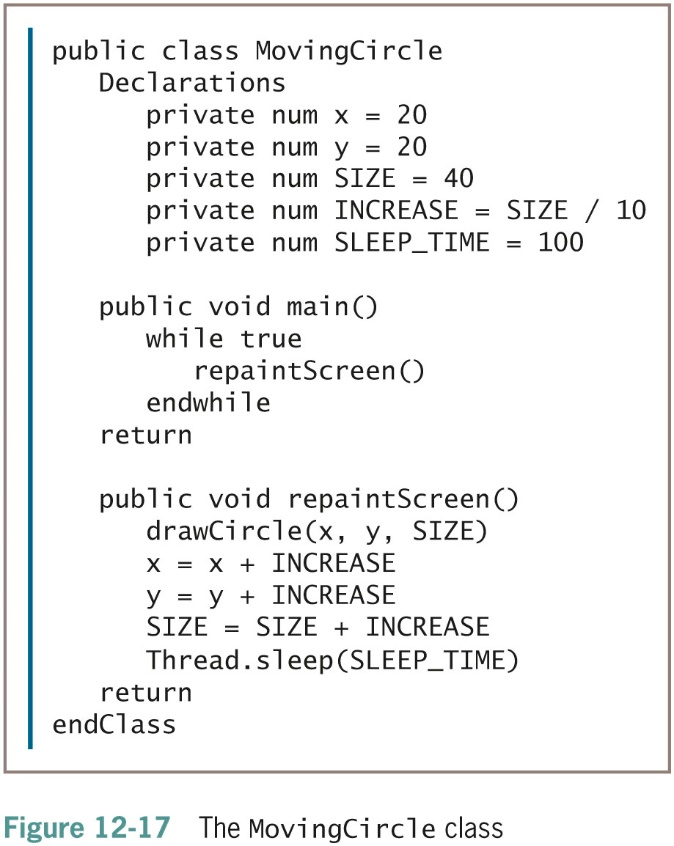 public class MovingCircle
Declarations
private num x = 20
private num y = 20
private num SIZE = 40
private num INCREASE = SIZE / 10
private num SLEEP_TIME = 100
public void main()
while true
repaintScreen()
endwhile
return
public void repaintScreen()
drawCircle(x, y, SIZE)
x = x + INCREASE
y = y + INCREASE
SIZE = SIZE + INCREASE
Thread.sleep(SLEEP_TIME)
return
endClass
Figure 12-17 The MovingCircle class